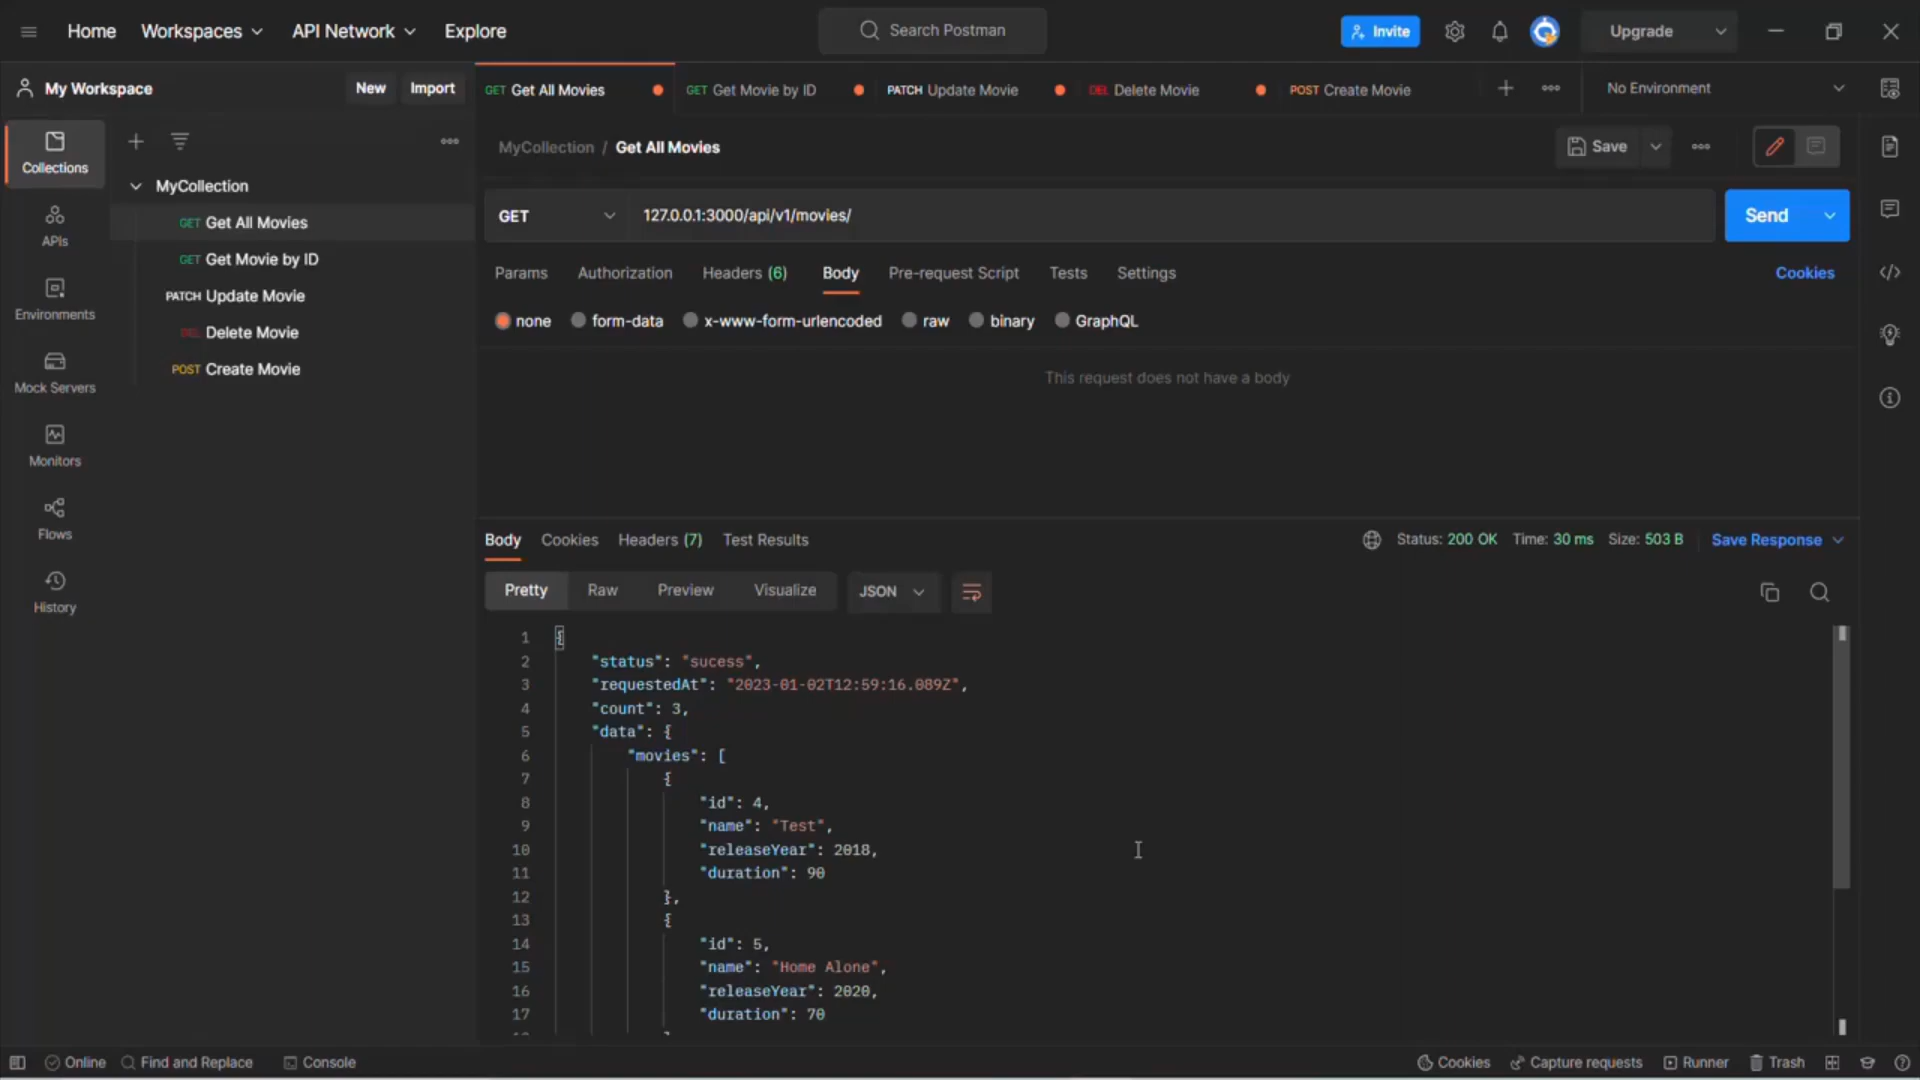 Home Workspaces API Network Explore Search Postman Invite Upgrade
My Workspace New Import GET Get All Movies GET Get Movie by ID PATCH Update Movie DEL Delete Movie POST Create Movie No Environment
MyCollection / Get All Movies Save
Collections
MyCollection
GET Get All Movies
GET Get Movie by ID
PATCH Update Movie
DEL Delete Movie
POST Create Movie
APIs
Environments
Mock Servers
Monitors
Flows
History
GET 127.0.0.1:3000/api/v1/movies/ Send
Params Authorization Headers (6) Body Pre-request Script Tests Settings Cookies
none form-data x-www-form-urlencoded raw binary GraphQL
This request does not have a body
Body Cookies Headers (7) Test Results Status: 200 OK Time: 30 ms Size: 503 B Save Response
Pretty Raw Preview Visualize JSON
1 {
2 "status": "sucess",
3 "requestedAt": "2023-01-02T12:59:16.089Z",
4 "count": 3,
5 "data": {
6 "movies": [
7 {
8 "id": 4,
9 "name": "Test",
10 "releaseYear": 2018,
11 "duration": 90
12 },
13 {
14 "id": 5,
15 "name": "Home Alone",
16 "releaseYear": 2020,
17 "duration": 70
Online Find and Replace Console Cookies Capture requests Runner Trash